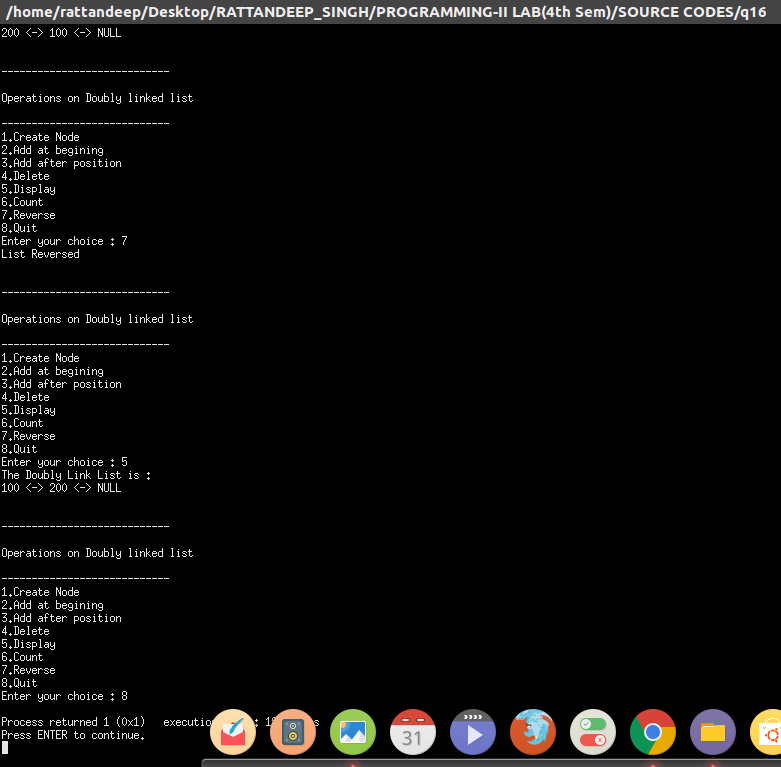 /home/rattandeep/Desktop/RATTANDEEP_SINGH/PROGRAMMING-II LAB(4th Sem)/SOURCE CODES/q16
200 <-> 100 <-> NULL
----------------------------
Operations on Doubly linked list
----------------------------
1.Create Node
2.Add at begining
3.Add after position
4.Delete
5.Display
6.Count
7.Reverse
8.Quit
Enter your choice : 7
List Reversed
----------------------------
Operations on Doubly linked list
----------------------------
1.Create Node
2.Add at begining
3.Add after position
4.Delete
5.Display
6.Count
7.Reverse
8.Quit
Enter your choice : 5
The Doubly Link List is :
100 <-> 200 <-> NULL
----------------------------
Operations on Doubly linked list
----------------------------
1.Create Node
2.Add at begining
3.Add after position
4.Delete
5.Display
6.Count
7.Reverse
8.Quit
Enter your choice : 8
Process returned 1 (0x1)
Press ENTER to continue.
31